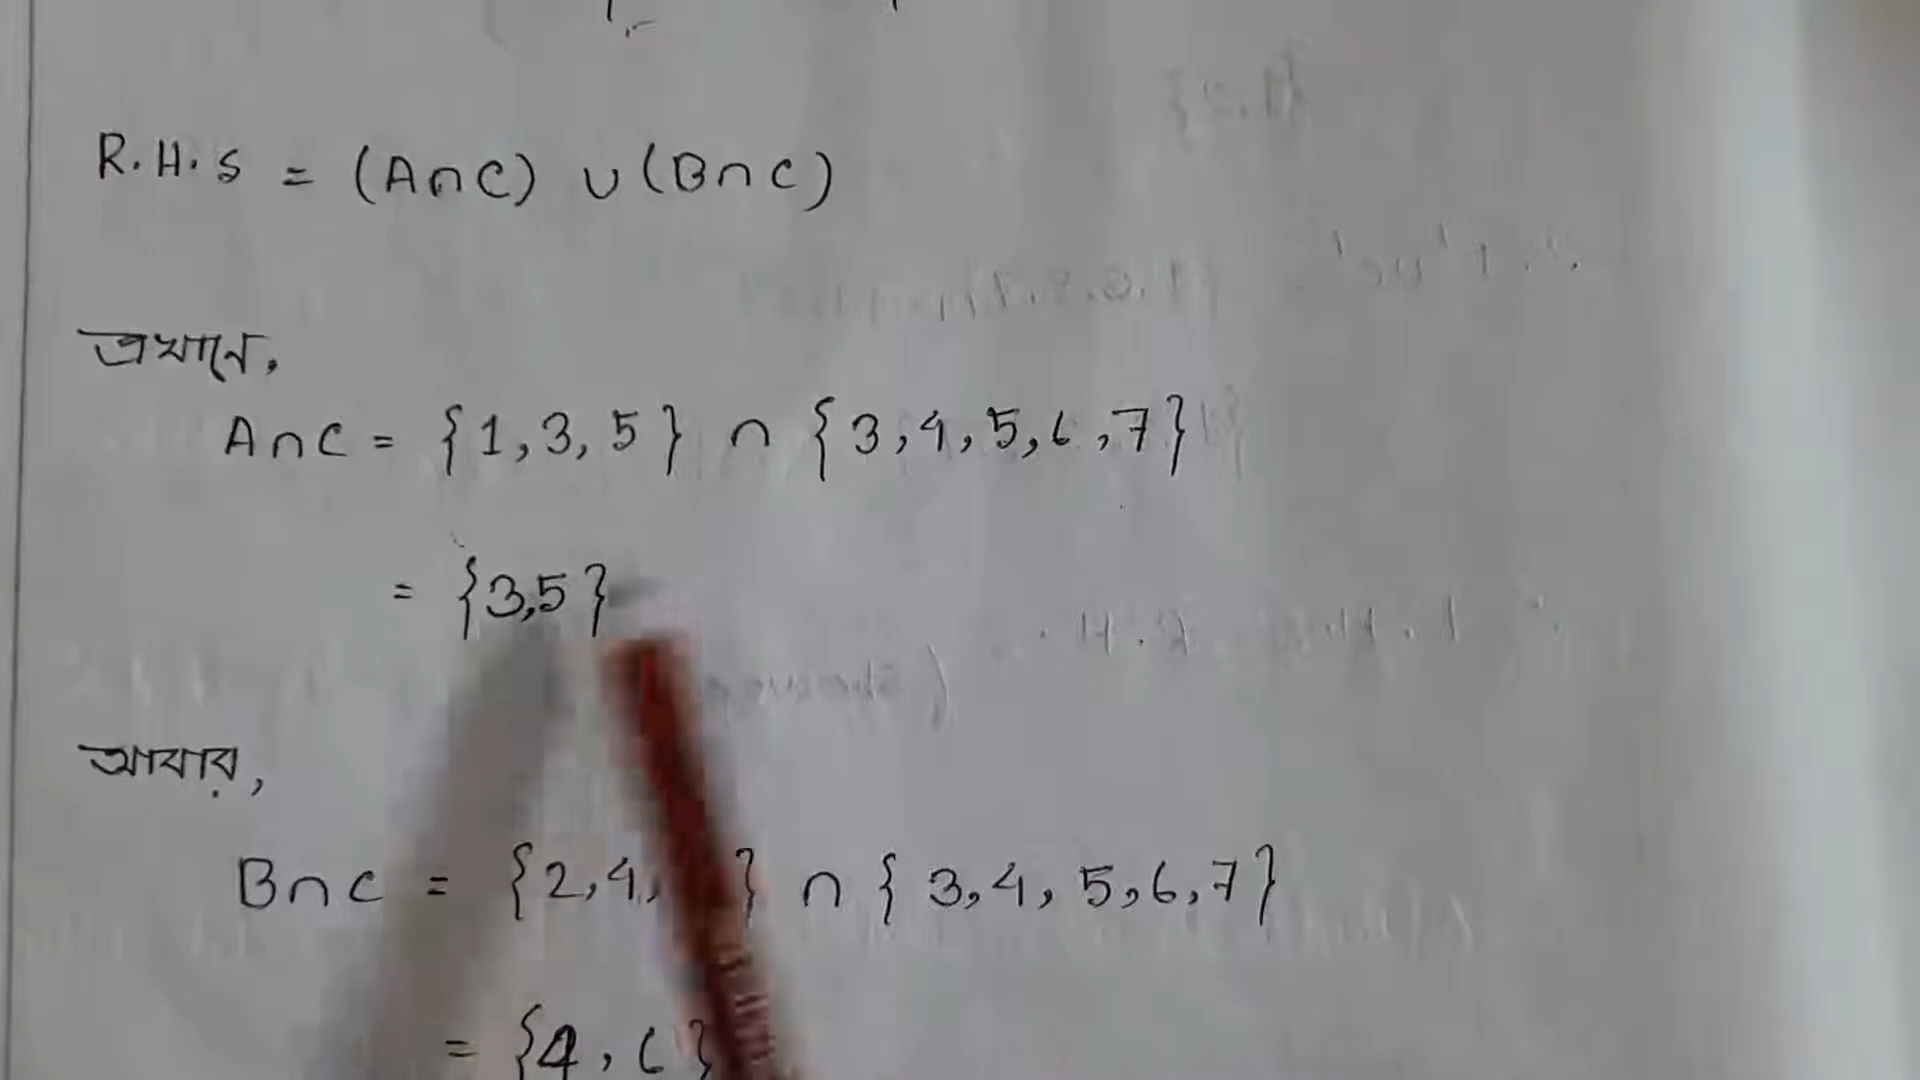 R.H.S = (A∩C) ∪ (B∩C)
এখানে,
A∩C = {1, 3, 5} ∩ {3, 4, 5, 6, 7}
= {3,5}
আবার,
B∩C = {2, 4, } ∩ {3, 4, 5, 6, 7}
= {4, 6}